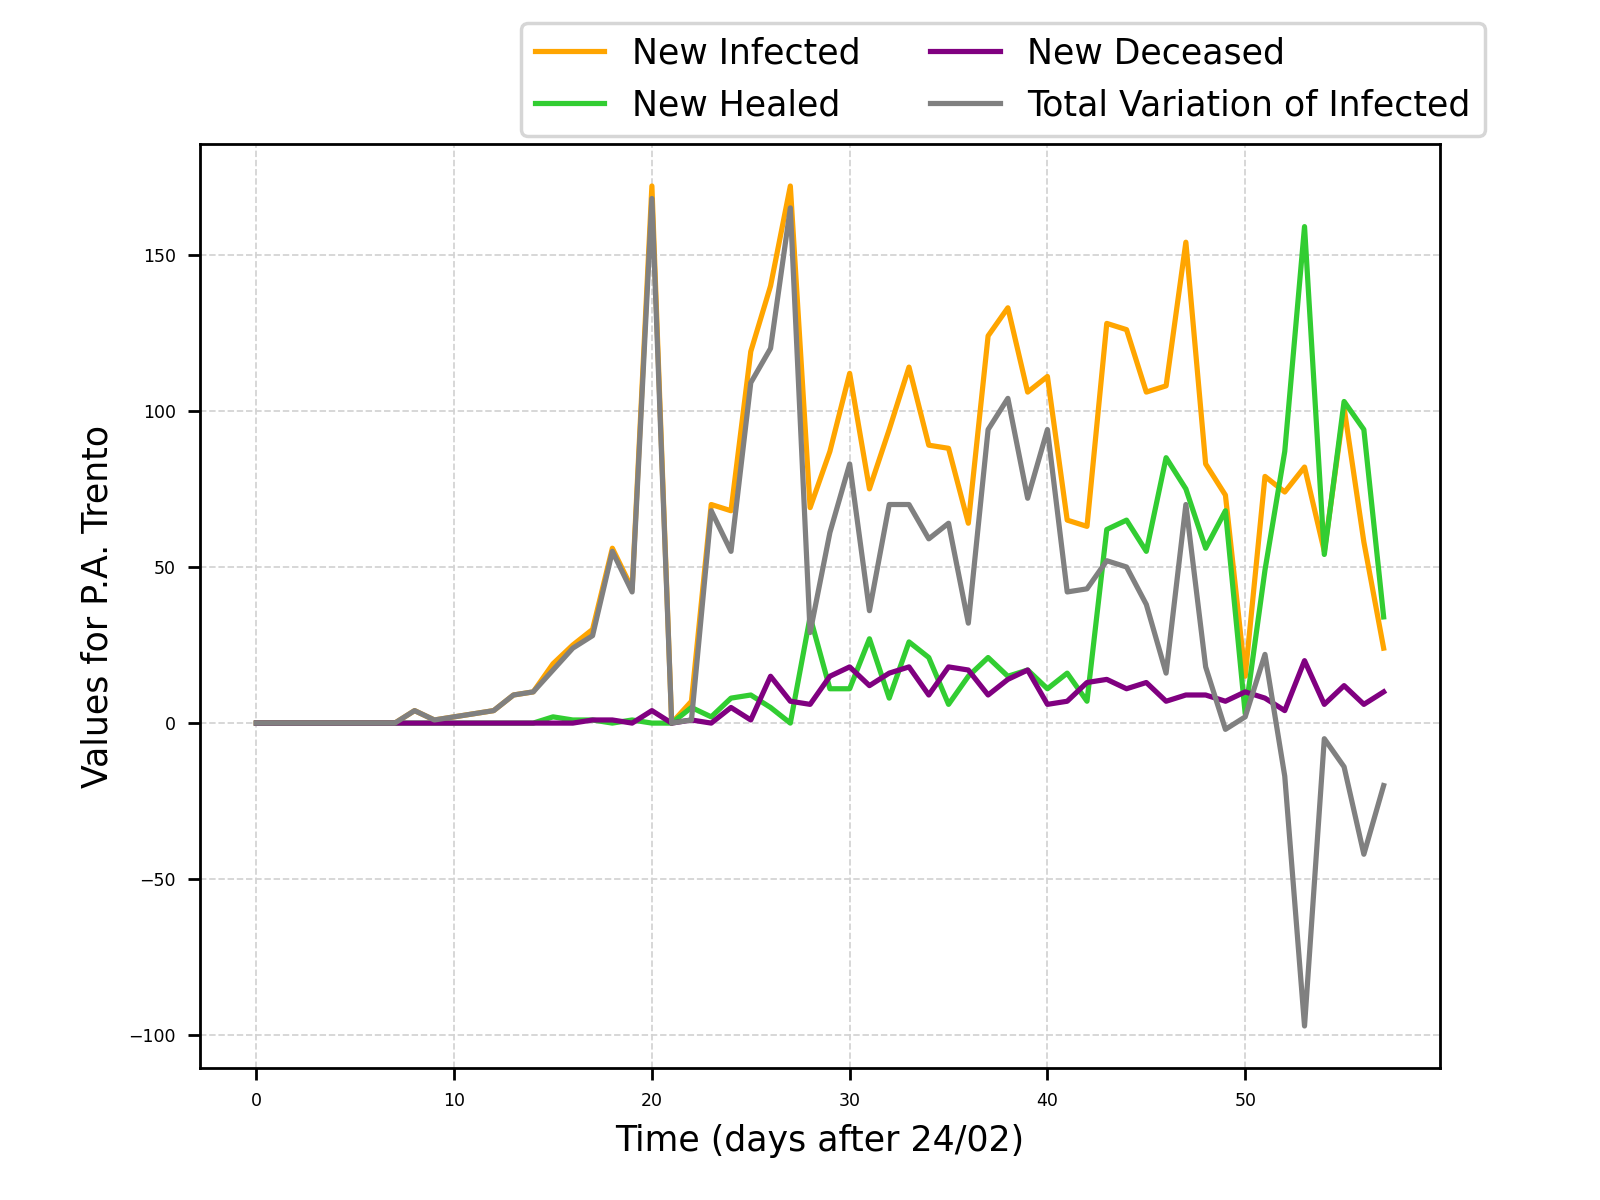 New Infected
New Healed
New Deceased
Total Variation of Infected
Values for P.A. Trento
150
100
50
0
−50
−100
0 10 20 30 40 50
Time (days after 24/02)